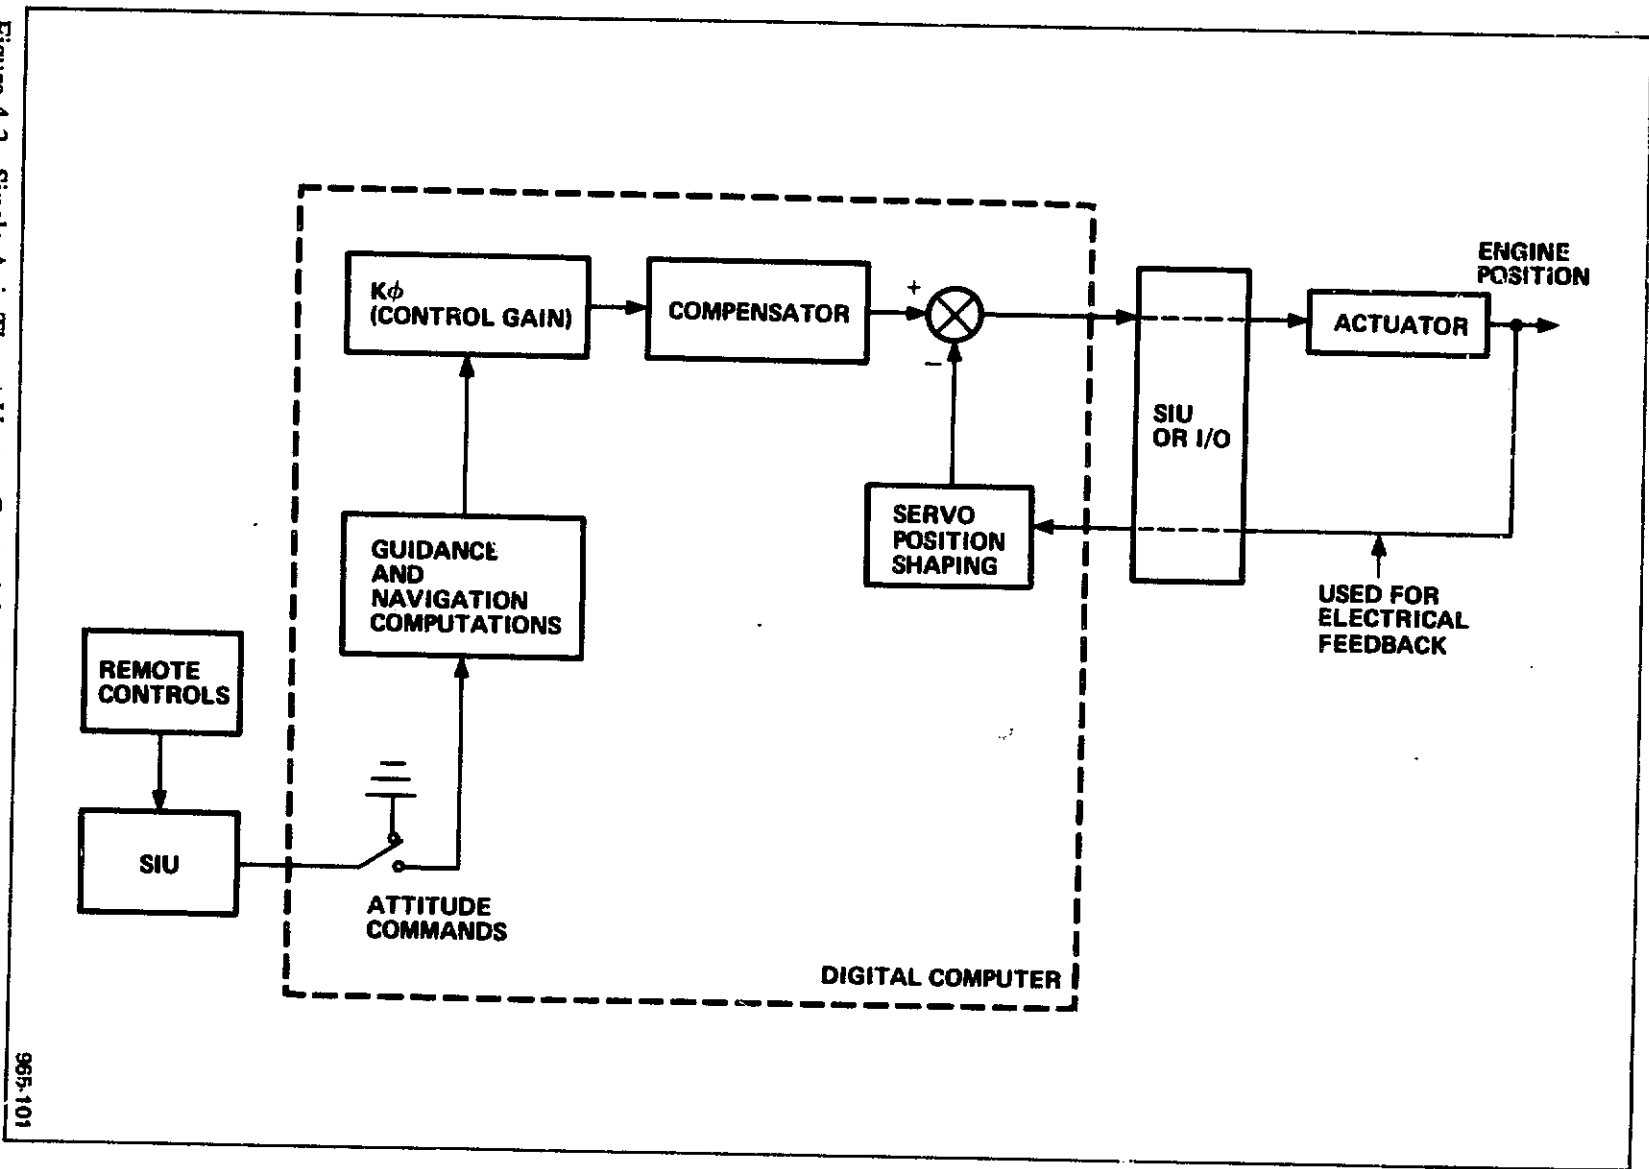 Kϕ
(CONTROL GAIN)
COMPENSATOR
+
−
ENGINE
POSITION
ACTUATOR
SIU
OR I/O
SERVO
POSITION
SHAPING
GUIDANCE
AND
NAVIGATION
COMPUTATIONS
USED FOR
ELECTRICAL
FEEDBACK
REMOTE
CONTROLS
SIU
ATTITUDE
COMMANDS
DIGITAL COMPUTER
965-101